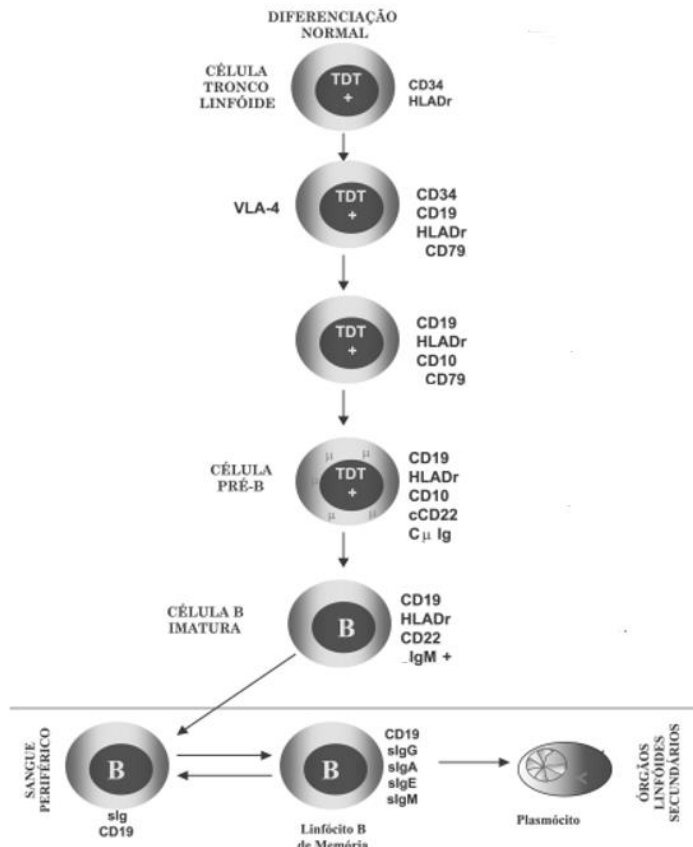 DIFERENCIAÇÃO
NORMAL
CÉLULA
TRONCO
LINFÓIDE
TDT
+
CD34
HLADr
VLA-4
TDT
+
CD34
CD19
HLADr
CD79
TDT
+
CD19
HLADr
CD10
CD79
CÉLULA
PRÉ-B
μ μ
μ
TDT
+
μ μ
CD19
HLADr
CD10
cCD22
C μ Ig
CÉLULA B
IMATURA
B
CD19
HLADr
CD22
IgM +
SANGUE
PERIFÉRICO
B
sIg
CD19
B
CD19
sIgG
sIgA
sIgE
sIgM
Linfócito B
de Memória
Plasmócito
ÓRGÃOS
LINFÓIDES
SECUNDÁRIOS